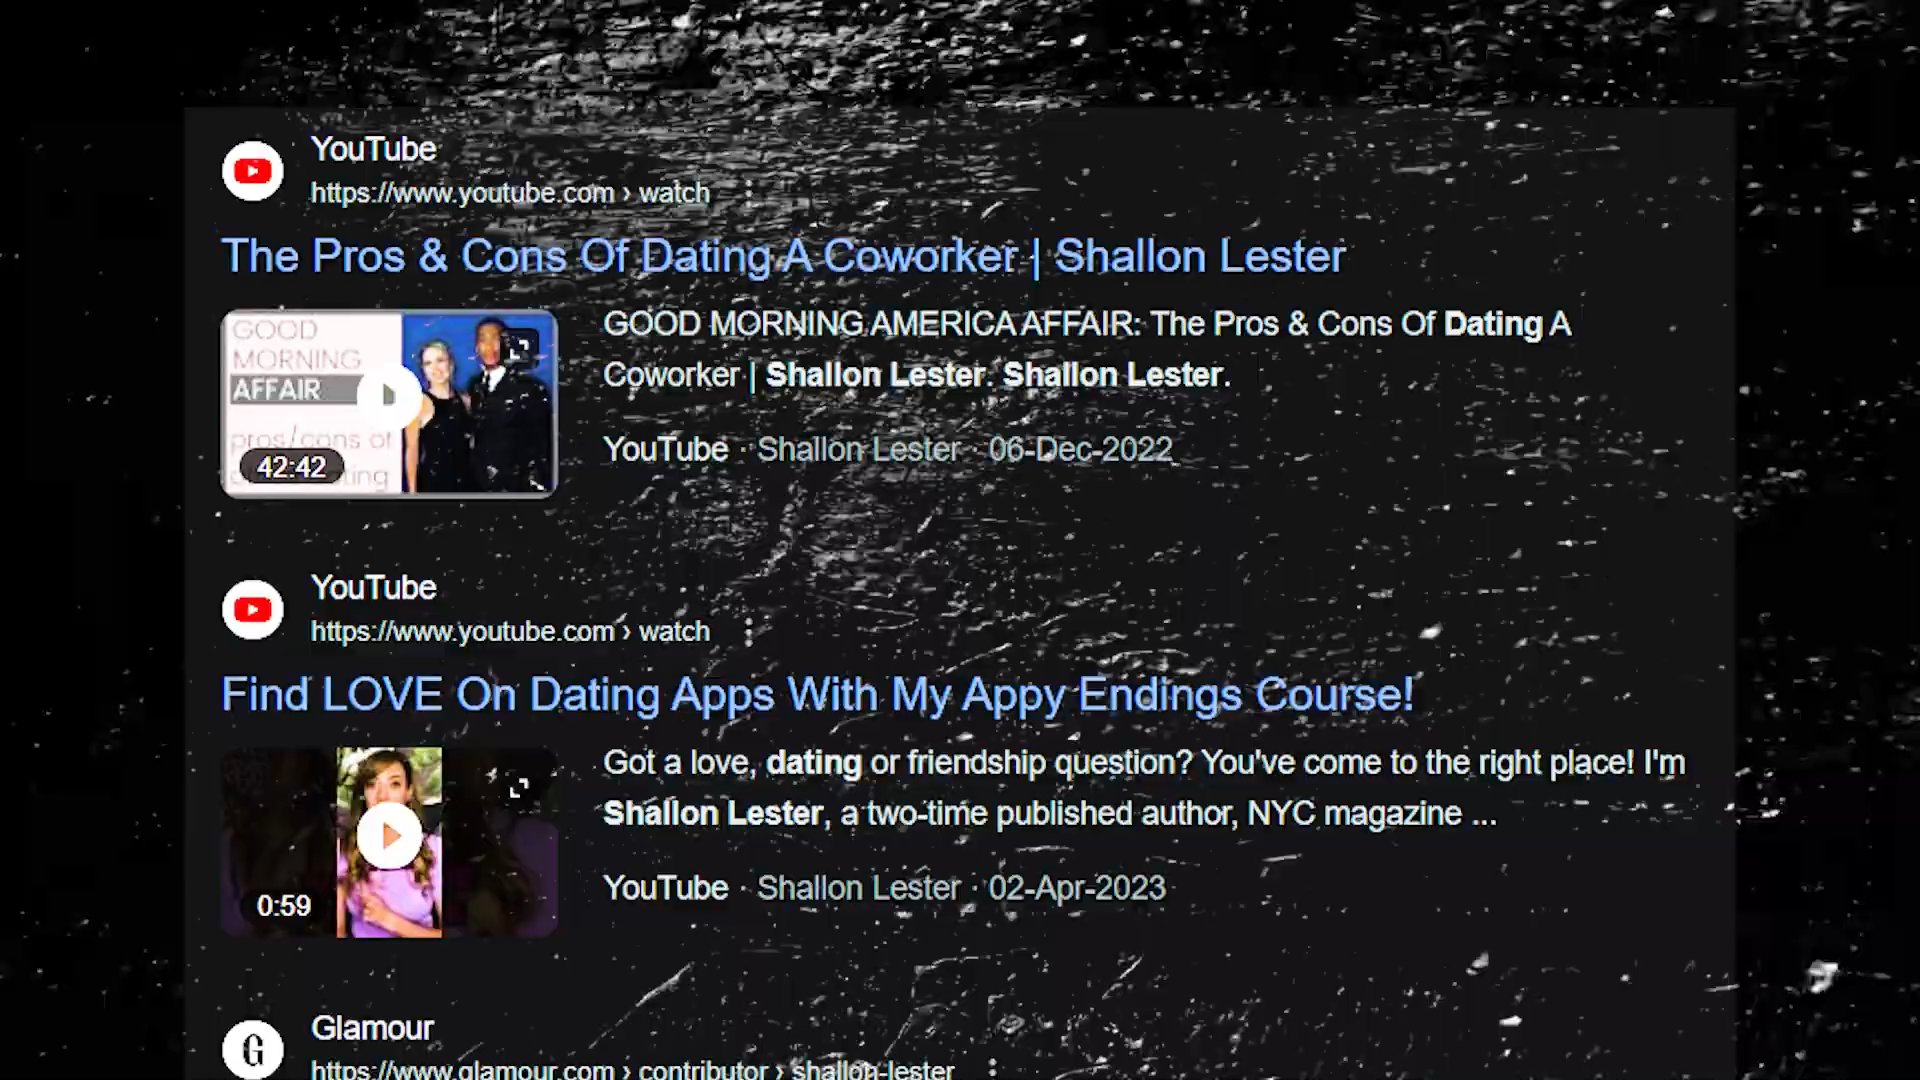 YouTube
https://www.youtube.com › watch
The Pros & Cons Of Dating A Coworker | Shallon Lester
GOOD
MORNING
AFFAIR
pros/cons of
42:42
GOOD MORNING AMERICA AFFAIR: The Pros & Cons Of Dating A
Coworker | Shallon Lester. Shallon Lester.
YouTube · Shallon Lester · 06-Dec-2022
YouTube
https://www.youtube.com › watch
Find LOVE On Dating Apps With My Appy Endings Course!
0:59
Got a love, dating or friendship question? You've come to the right place! I'm
Shallon Lester, a two-time published author, NYC magazine ...
YouTube · Shallon Lester · 02-Apr-2023
G
Glamour
https://www.glamour.com › contributor › shallon-lester